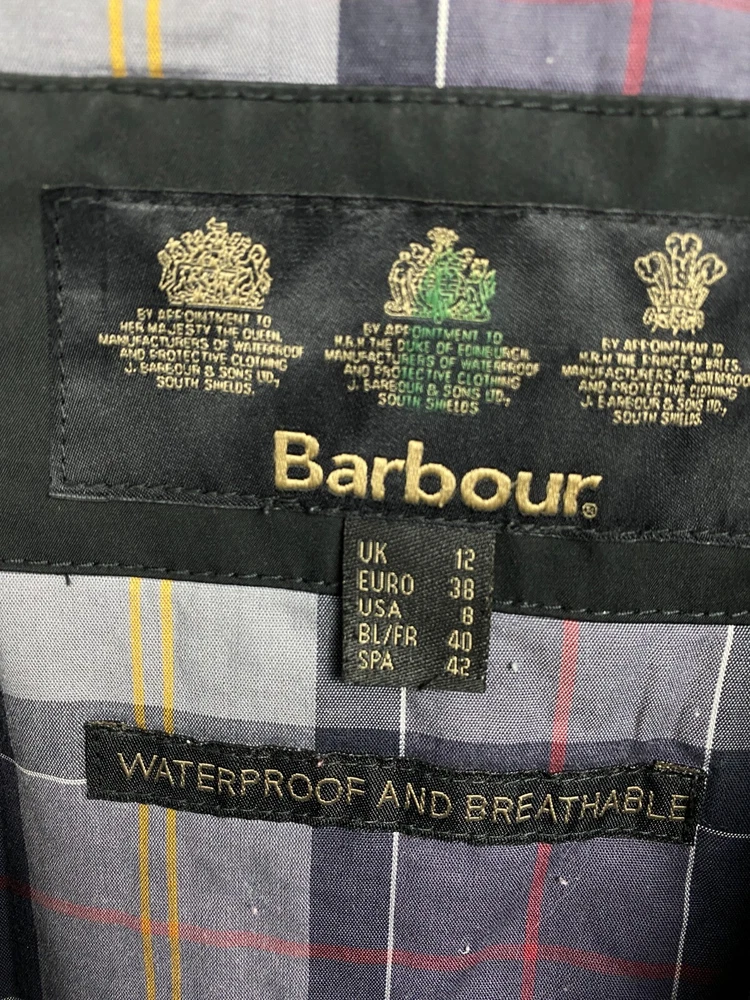 BY APPOINTMENT TO
HER MAJESTY THE QUEEN
MANUFACTURERS OF WATERPROOF
AND PROTECTIVE CLOTHING
J. BARBOUR & SONS LTD.,
SOUTH SHIELDS.
BY APPOINTMENT TO
H.R.H. THE DUKE OF EDINBURGH.
MANUFACTURERS OF WATERPROOF
AND PROTECTIVE CLOTHING
J. BARBOUR & SONS LTD.,
SOUTH SHIELDS
BY APPOINTMENT TO
H.R.H. THE PRINCE OF WALES.
MANUFACTURERS OF WATERPROOF
AND PROTECTIVE CLOTHING
J. BARBOUR & SONS LTD.,
SOUTH SHIELDS.
Barbour®
UK 12
EURO 38
USA 8
BL/FR 40
SPA 42
WATERPROOF AND BREATHABLE